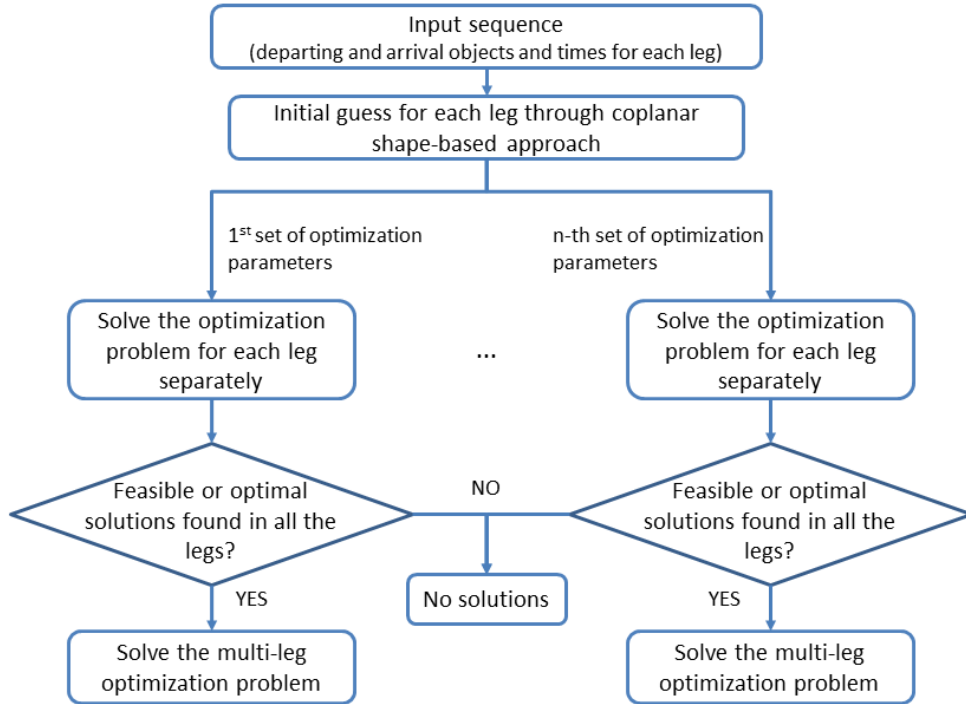 Input sequence
(departing and arrival objects and times for each leg)
Initial guess for each leg through coplanar
shape-based approach
1st set of optimization
parameters
n-th set of optimization
parameters
Solve the optimization
problem for each leg
separately
...
Solve the optimization
problem for each leg
separately
Feasible or optimal
solutions found in all the
legs?
NO
Feasible or optimal
solutions found in all the
legs?
YES
No solutions
YES
Solve the multi-leg
optimization problem
Solve the multi-leg
optimization problem